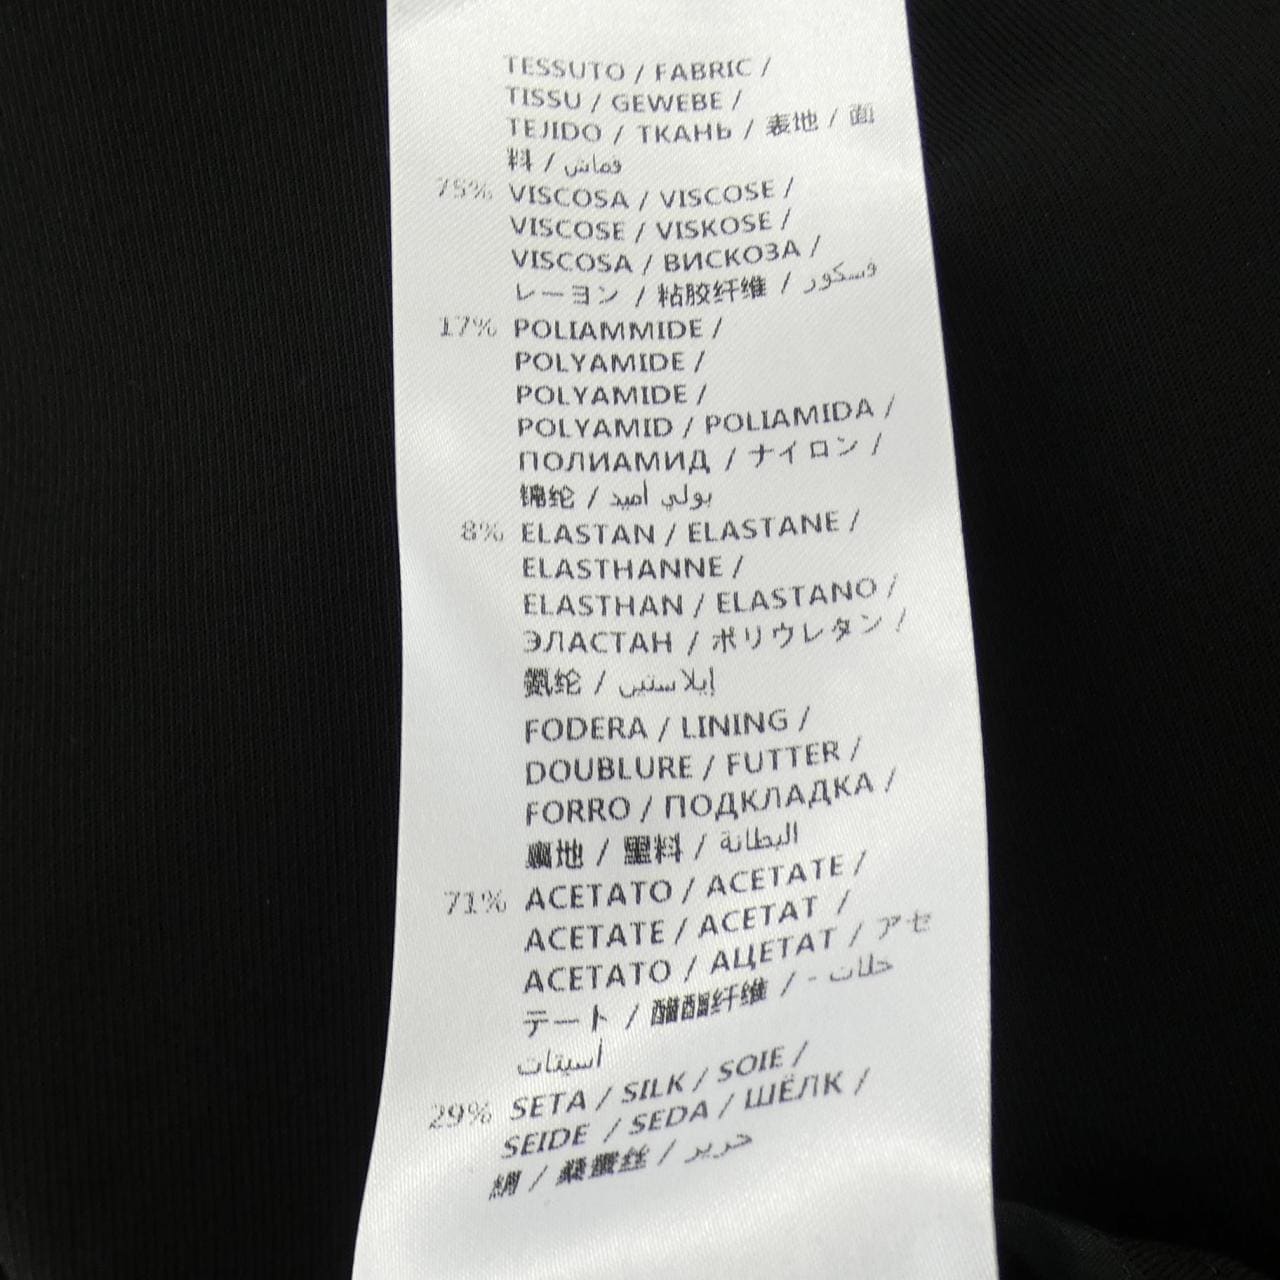 TESSUTO / FABRIC /
TISSU / GEWEBE /
TEJIDO / ТКАНЬ / 表地 / 面
料 / قماش
75% VISCOSA / VISCOSE /
VISCOSE / VISKOSE /
VISCOSA / ВИСКОЗА /
レーヨン / 粘胶纤维 / فسكور
17% POLIAMMIDE /
POLYAMIDE /
POLYAMIDE /
POLYAMID / POLIAMIDA /
ПОЛИАМИД / ナイロン /
锦纶 / بولي أميد
8% ELASTAN / ELASTANE /
ELASTHANNE /
ELASTHAN / ELASTANO /
ЭЛАСТАН / ポリウレタン /
氨纶 / إيلاستين
FODERA / LINING /
DOUBLURE / FUTTER /
FORRO / ПОДКЛАДКА /
裏地 / 里料 / البطانة
71% ACETATO / ACETATE /
ACETATE / ACETAT /
ACETATO / АЦЕТАТ / アセ
テート / 醋酯纤维 / خلات -
أسيتات
29% SETA / SILK / SOIE /
SEIDE / SEDA / ШЁЛК /
絹 / 桑蚕丝 / حرير